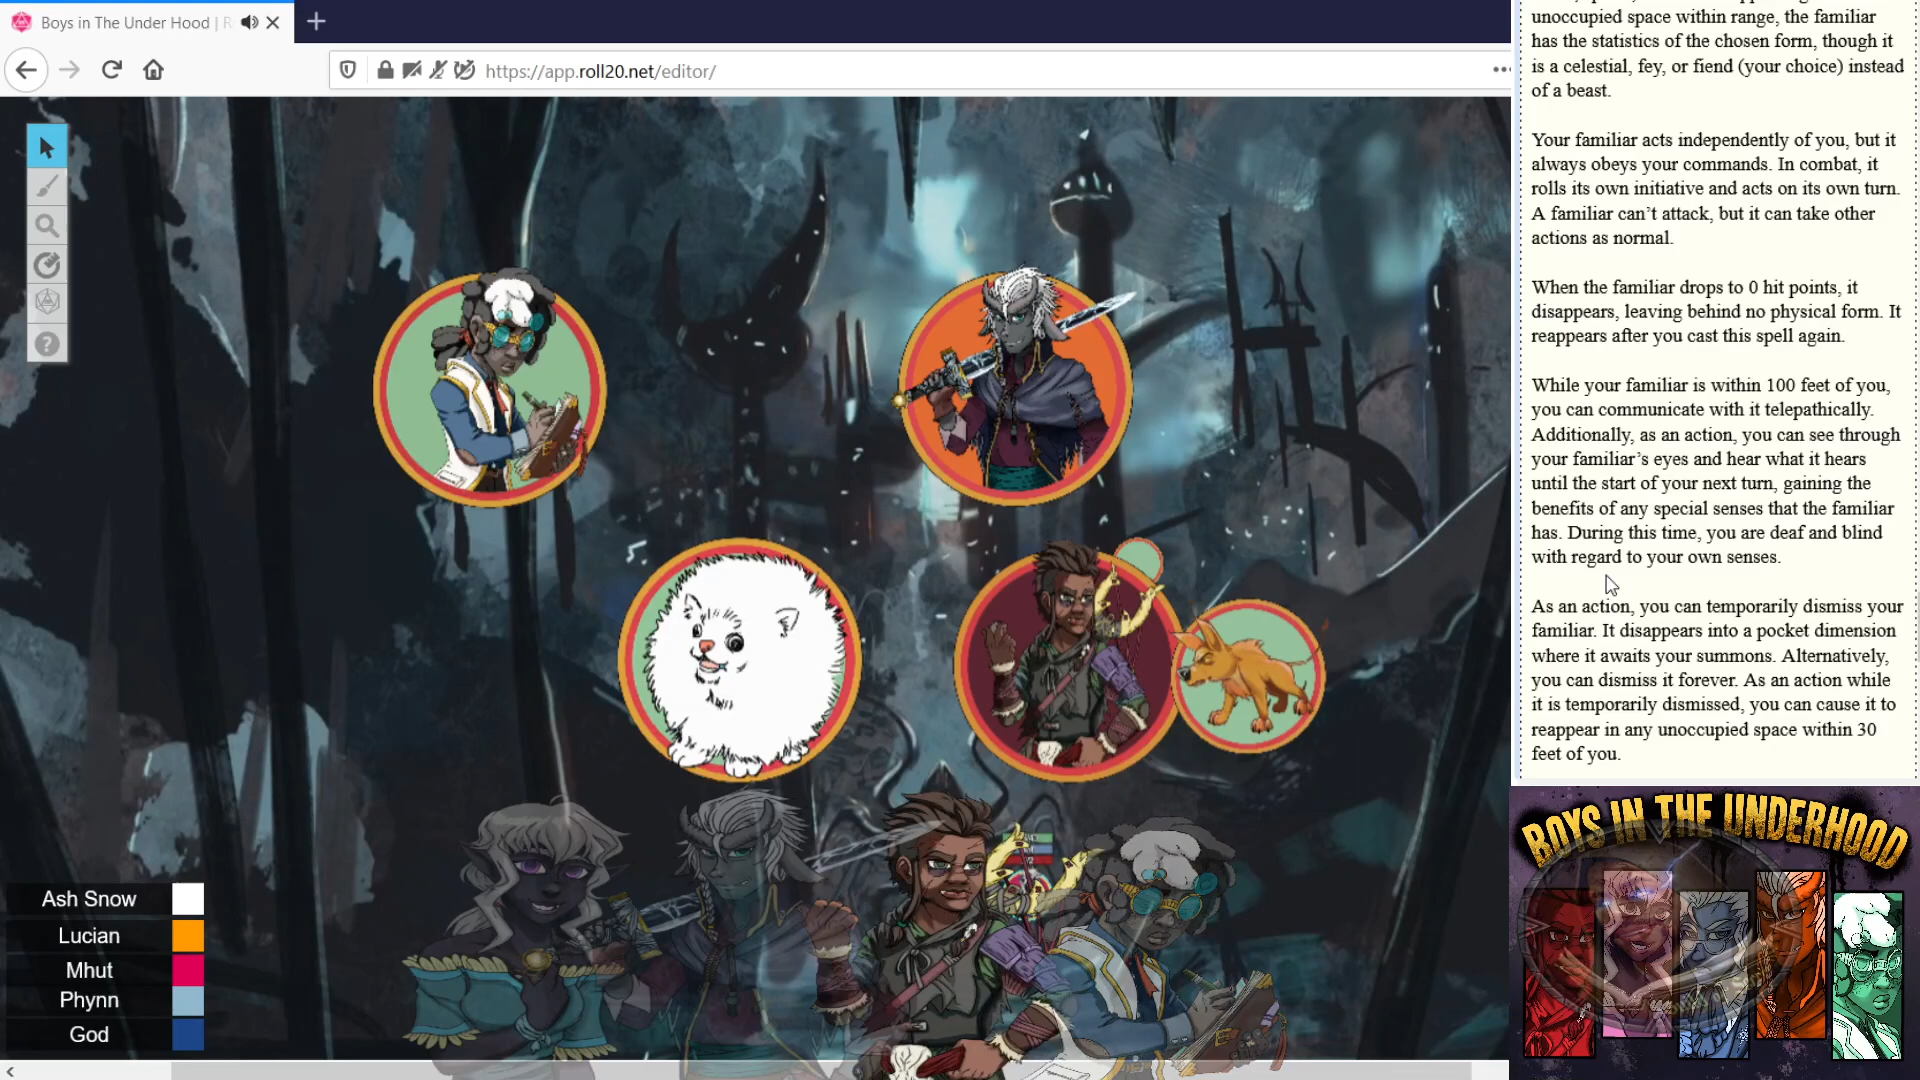 Boys in The Under Hood | R
https://app.roll20.net/editor/
unoccupied space within range, the familiar
has the statistics of the chosen form, though it
is a celestial, fey, or fiend (your choice) instead
of a beast.
Your familiar acts independently of you, but it
always obeys your commands. In combat, it
rolls its own initiative and acts on its own turn.
A familiar can’t attack, but it can take other
actions as normal.
When the familiar drops to 0 hit points, it
disappears, leaving behind no physical form. It
reappears after you cast this spell again.
While your familiar is within 100 feet of you,
you can communicate with it telepathically.
Additionally, as an action, you can see through
your familiar’s eyes and hear what it hears
until the start of your next turn, gaining the
benefits of any special senses that the familiar
has. During this time, you are deaf and blind
with regard to your own senses.
As an action, you can temporarily dismiss your
familiar. It disappears into a pocket dimension
where it awaits your summons. Alternatively,
you can dismiss it forever. As an action while
it is temporarily dismissed, you can cause it to
reappear in any unoccupied space within 30
feet of you.
Ash Snow
Lucian
Mhut
Phynn
God
BOYS IN THE UNDERHOOD